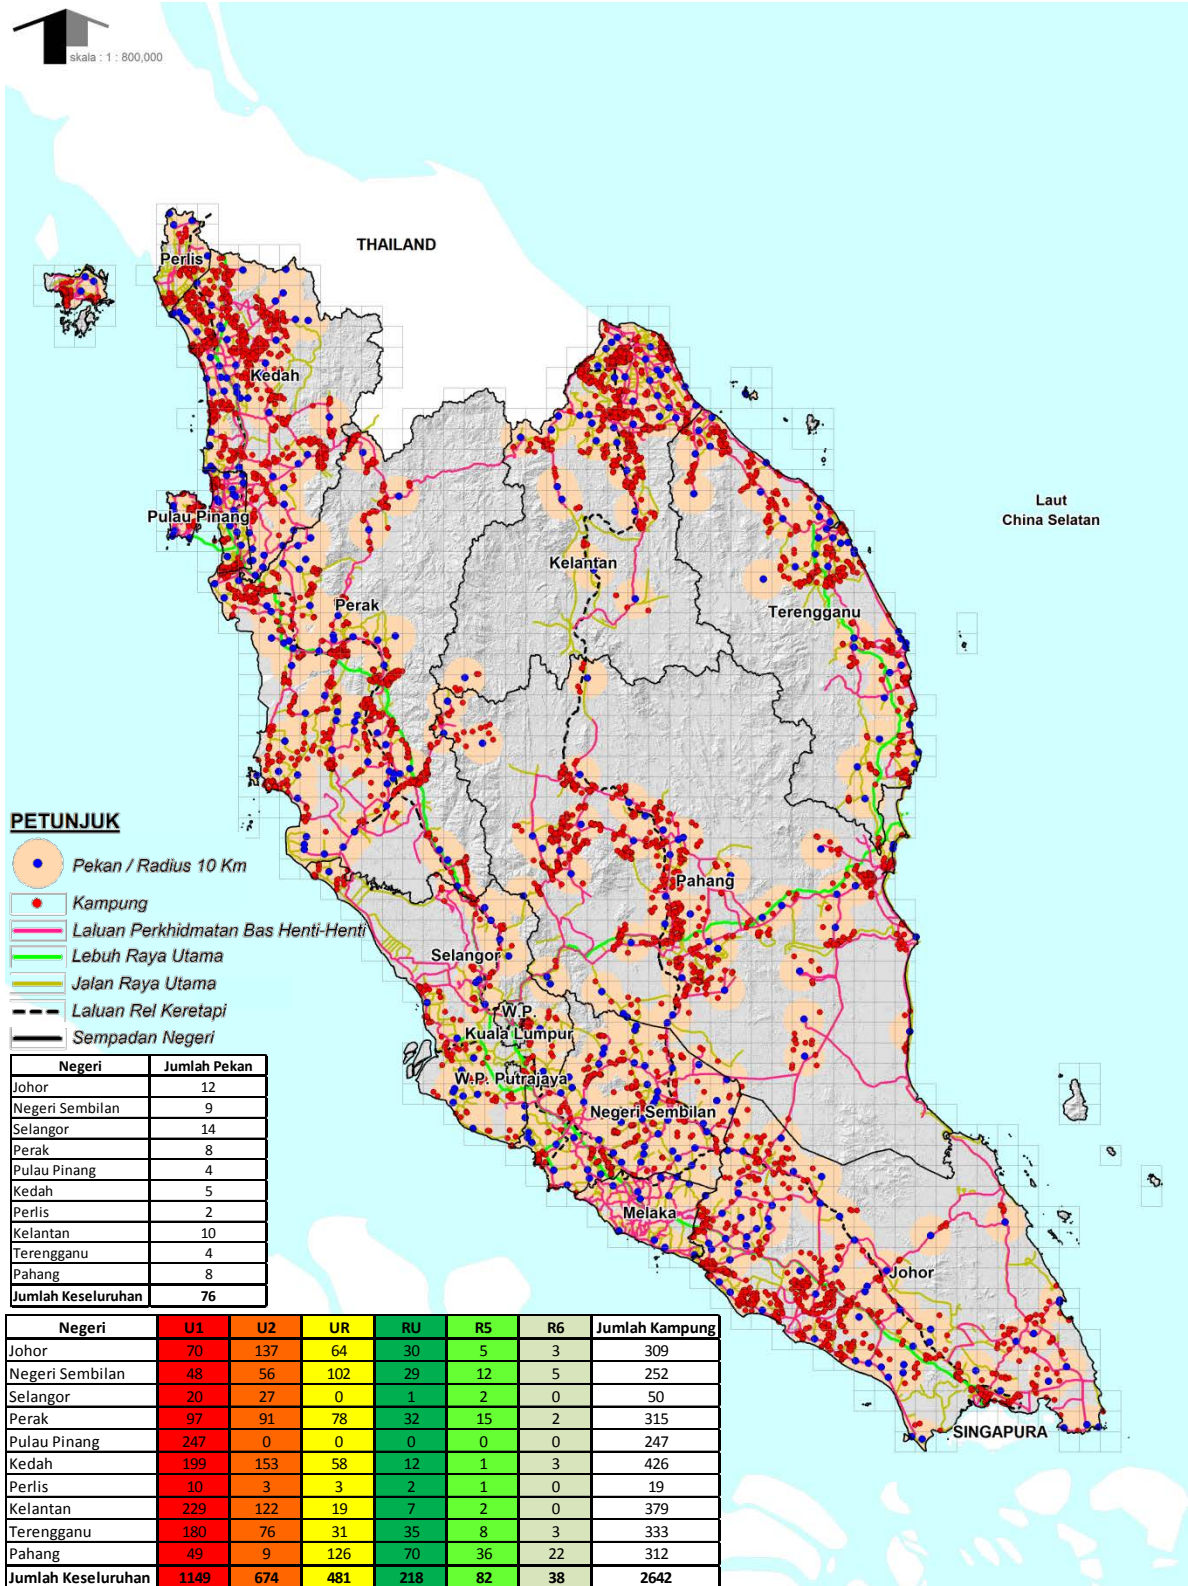 skala : 1 : 800,000
THAILAND
Perlis
Kedah
Pulau Pinang
Laut
China Selatan
Kelantan
Perak
Terengganu
PETUNJUK
Pekan / Radius 10 Km
Kampung
Laluan Perkhidmatan Bas Henti-Henti
Lebuh Raya Utama
Jalan Raya Utama
Laluan Rel Keretapi
Sempadan Negeri
Pahang
Selangor
W.P.
Kuala Lumpur
W.P. Putrajaya
Negeri Sembilan
Melaka
Johor
SINGAPURA
Negeri Jumlah Pekan
Johor 12
Negeri Sembilan 9
Selangor 14
Perak 8
Pulau Pinang 4
Kedah 5
Perlis 2
Kelantan 10
Terengganu 4
Pahang 8
Jumlah Keseluruhan 76
Negeri U1 U2 UR RU R5 R6 Jumlah Kampung
Johor 70 137 64 30 5 3 309
Negeri Sembilan 48 56 102 29 12 5 252
Selangor 20 27 0 1 2 0 50
Perak 97 91 78 32 15 2 315
Pulau Pinang 247 0 0 0 0 0 247
Kedah 199 153 58 12 1 3 426
Perlis 10 3 3 2 1 0 19
Kelantan 229 122 19 7 2 0 379
Terengganu 180 76 31 35 8 3 333
Pahang 49 9 126 70 36 22 312
Jumlah Keseluruhan 1149 674 481 218 82 38 2642